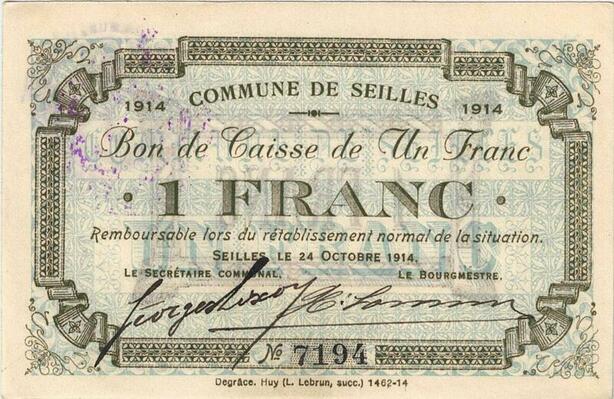 COMMUNE DE SEILLES
1914 1914
Bon de Caisse de Un Franc
· 1 FRANC ·
Remboursable lors du rétablissement normal de la situation.
SEILLES, LE 24 OCTOBRE 1914.
LE SECRÉTAIRE COMMUNAL, LE BOURGMESTRE.
Georges
№ 7194
Degrâce. Huy (L. Lebrun, succ.) 1462-14